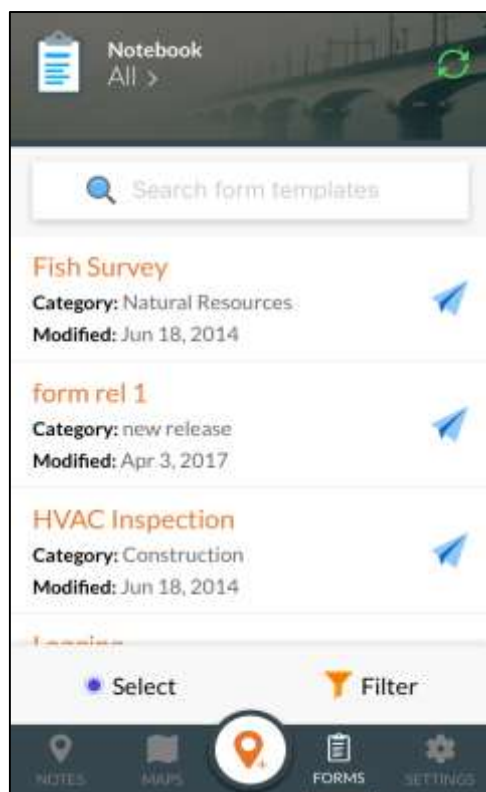 Notebook
All >
Search form templates
Fish Survey
Category: Natural Resources
Modified: Jun 18, 2014
form rel 1
Category: new release
Modified: Apr 3, 2017
HVAC Inspection
Category: Construction
Modified: Jun 18, 2014
Select Filter
NOTES MAPS FORMS SETTINGS